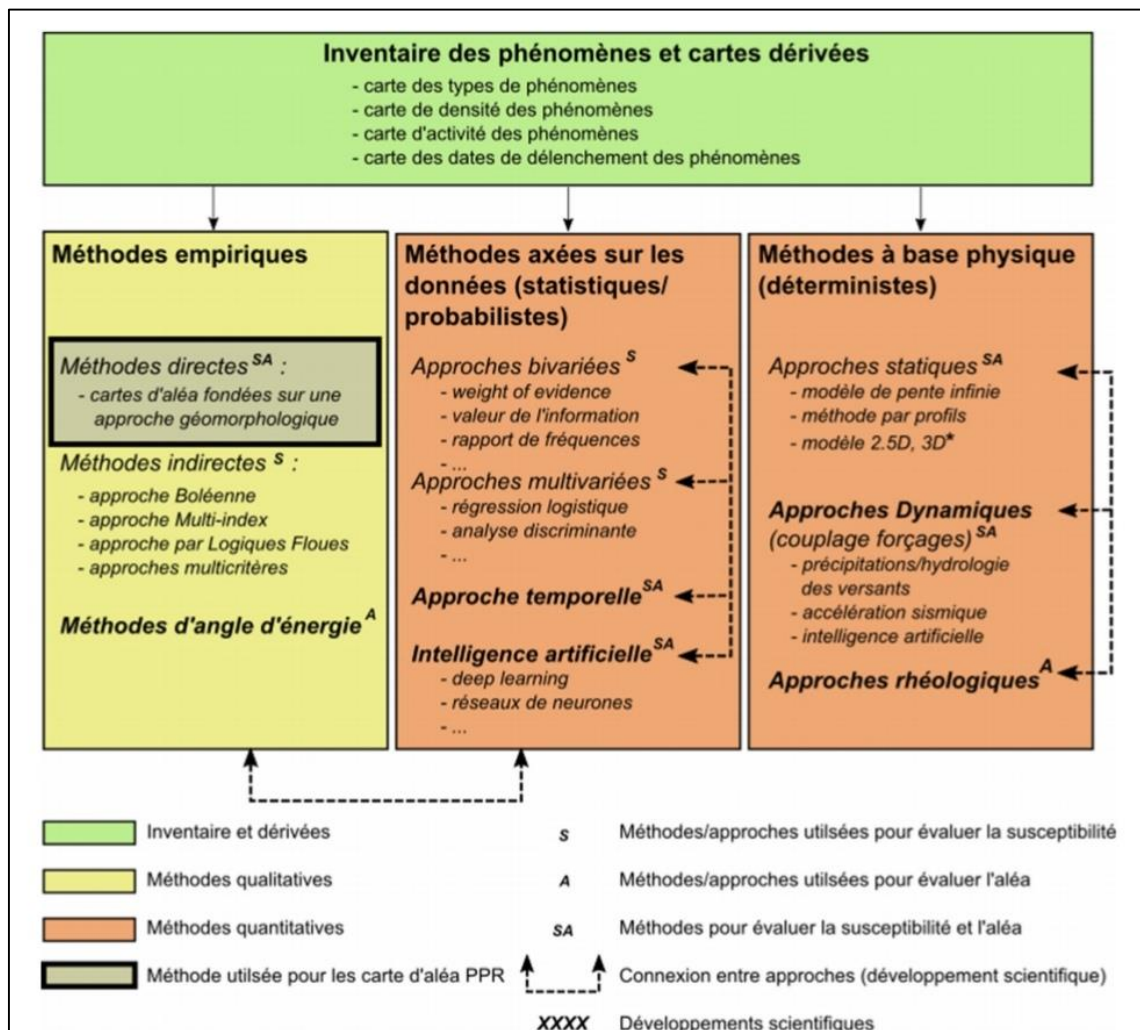 Inventaire des phénomènes et cartes dérivées
- carte des types de phénomènes
- carte de densité des phénomènes
- carte d'activité des phénomènes
- carte des dates de délenchement des phénomènes
Méthodes empiriques
Méthodes directes SA :
- cartes d'aléa fondées sur une
approche géomorphologique
Méthodes indirectes S :
- approche Boléenne
- approche Multi-index
- approche par Logiques Floues
- approches multicritères
Méthodes d'angle d'énergie A
Méthodes axées sur les
données (statistiques/
probabilistes)
Approches bivariées S
- weight of evidence
- valeur de l'information
- rapport de fréquences
- ...
Approches multivariées S
- régression logistique
- analyse discriminante
- ...
Approche temporelle SA
Intelligence artificielle SA
- deep learning
- réseaux de neurones
- ...
Méthodes à base physique
(déterministes)
Approches statiques SA
- modèle de pente infinie
- méthode par profils
- modèle 2.5D, 3D*
Approches Dynamiques
(couplage forçages) SA
- précipitations/hydrologie
des versants
- accélération sismique
- intelligence artificielle
Approches rhéologiques A
Inventaire et dérivées
Méthodes qualitatives
Méthodes quantitatives
Méthode utilsée pour les carte d'aléa PPR
S Méthodes/approches utilsées pour évaluer la susceptibilité
A Méthodes/approches utilsées pour évaluer l'aléa
SA Méthodes pour évaluer la susceptibilité et l'aléa
Connexion entre approches (développement scientifique)
XXXX Développements scientifiques